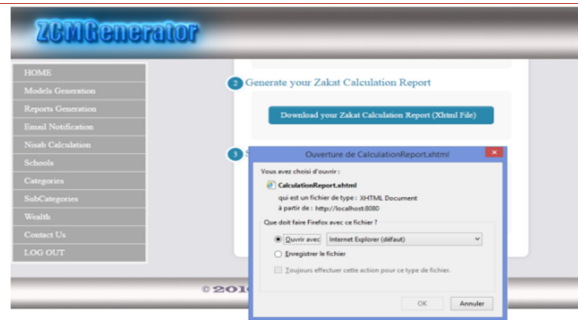 ZCMGenerator
HOME
Models Generation
Reports Generation
Email Notification
Nisab Calculation
Schools
Categories
SubCategories
Wealth
Contact Us
LOG OUT
2 Generate your Zakat Calculation Report
Download your Zakat Calculation Report (Xhtml File)
3 S
Ouverture de CalculationReport.xhtml
Vous avez choisi d'ouvrir :
CalculationReport.xhtml
qui est un fichier de type : XHTML Document
à partir de : http://localhost:8080
Que doit faire Firefox avec ce fichier ?
Ouvrir avec Internet Explorer (défaut)
Enregistrer le fichier
Toujours effectuer cette action pour ce type de fichier.
OK Annuler
© 201